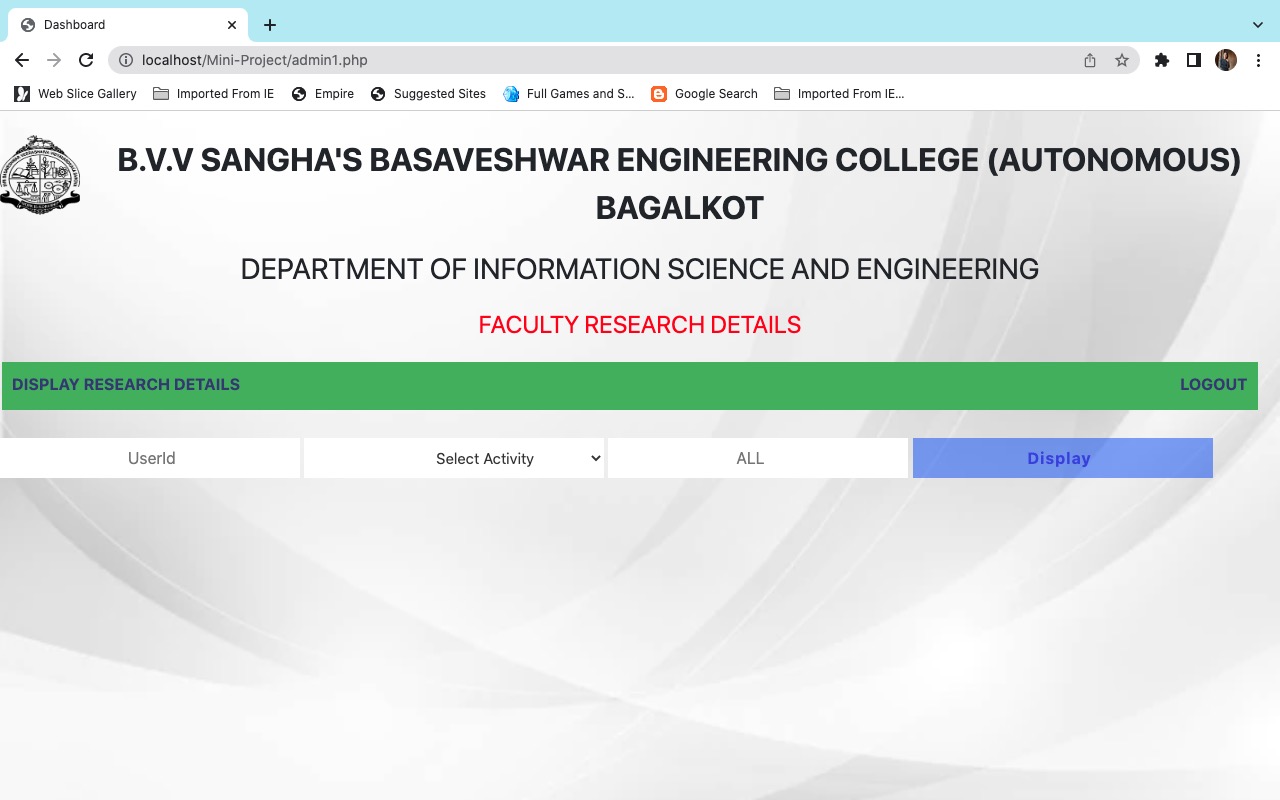 Dashboard
localhost/Mini-Project/admin1.php
Web Slice Gallery Imported From IE Empire Suggested Sites Full Games and S... Google Search Imported From IE...
B.V.V SANGHA'S BASAVESHWAR ENGINEERING COLLEGE (AUTONOMOUS)
BAGALKOT
DEPARTMENT OF INFORMATION SCIENCE AND ENGINEERING
FACULTY RESEARCH DETAILS
DISPLAY RESEARCH DETAILS LOGOUT
UserId Select Activity ALL Display